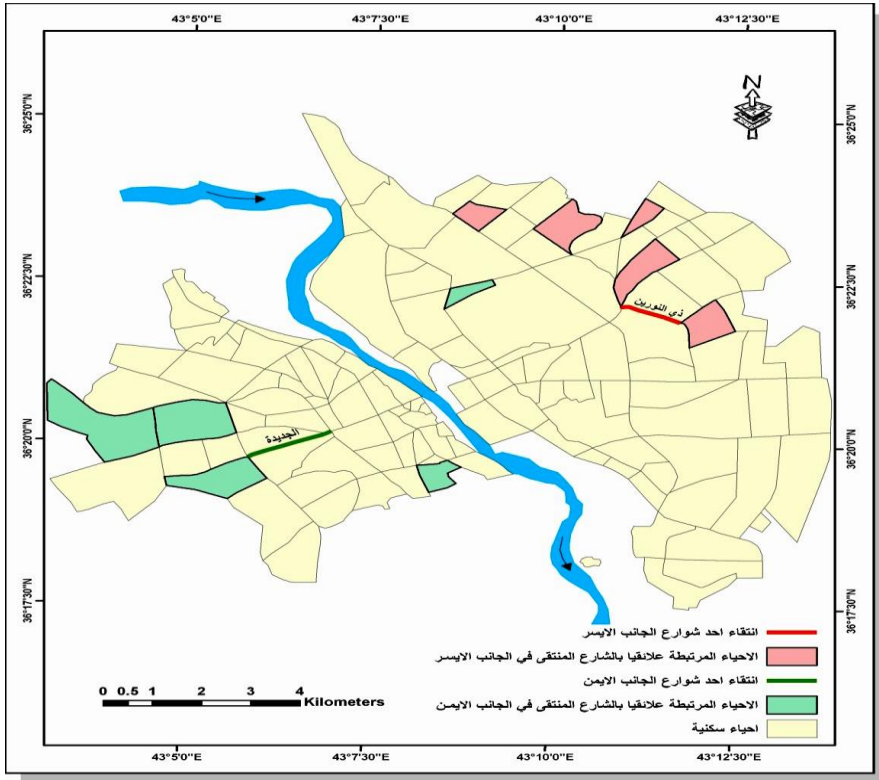 43°5'0"E 43°7'30"E 43°10'0"E 43°12'30"E
N
36°25'0"N 36°25'0"N
36°22'30"N 36°22'30"N
ذي النورين
36°20'0"N 36°20'0"N
الجديدة
36°17'30"N 36°17'30"N
انتقاء احد شوارع الجانب الايسر
الاحياء المرتبطة علائقيا بالشارع المنتقى في الجانب الايسر
انتقاء احد شوارع الجانب الايمن
الاحياء المرتبطة علائقيا بالشارع المنتقى في الجانب الايمن
احياء سكنية
0 0.5 1 2 3 4 Kilometers
43°5'0"E 43°7'30"E 43°10'0"E 43°12'30"E